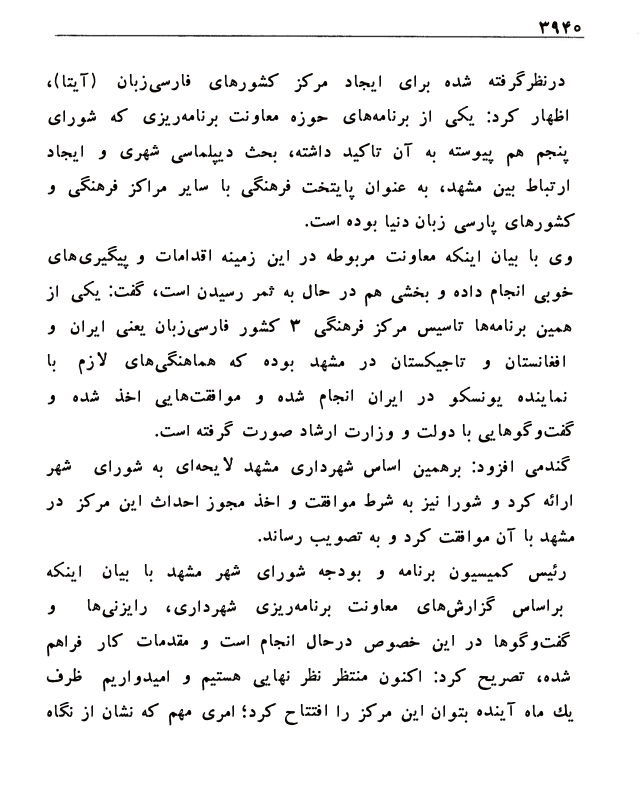 ۳۹۴۰
درنظرگرفته شده برای ایجاد مرکز کشورهای فارسی‌زبان (آیتا)،
اظهار کرد: یکی از برنامه‌های حوزه معاونت برنامه‌ریزی که شورای
پنجم هم پیوسته به آن تاکید داشته، بحث دیپلماسی شهری و ایجاد
ارتباط بین مشهد، به عنوان پایتخت فرهنگی با سایر مراکز فرهنگی و
کشورهای پارسی زبان دنیا بوده است.
وی با بیان اینکه معاونت مربوطه در این زمینه اقدامات و پیگیری‌های
خوبی انجام داده و بخشی هم در حال به ثمر رسیدن است، گفت: یکی از
همین برنامه‌ها تاسیس مرکز فرهنگی ۳ کشور فارسی‌زبان یعنی ایران و
افغانستان و تاجیکستان در مشهد بوده که هماهنگی‌های لازم با
نماینده یونسکو در ایران انجام شده و موافقت‌هایی اخذ شده و
گفت‌وگوهایی با دولت و وزارت ارشاد صورت گرفته است.
گندمی افزود: برهمین اساس شهرداری مشهد لایحه‌ای به شورای شهر
ارائه کرد و شورا نیز به شرط موافقت و اخذ مجوز احداث این مرکز در
مشهد با آن موافقت کرد و به تصویب رساند.
رئیس کمیسیون برنامه و بودجه شورای شهر مشهد با بیان اینکه
براساس گزارش‌های معاونت برنامه‌ریزی شهرداری، رایزنی‌ها و
گفت‌وگوها در این خصوص درحال انجام است و مقدمات کار فراهم
شده، تصریح کرد: اکنون منتظر نظر نهایی هستیم و امیدواریم ظرف
یك ماه آینده بتوان این مرکز را افتتاح کرد؛ امری مهم که نشان از نگاه